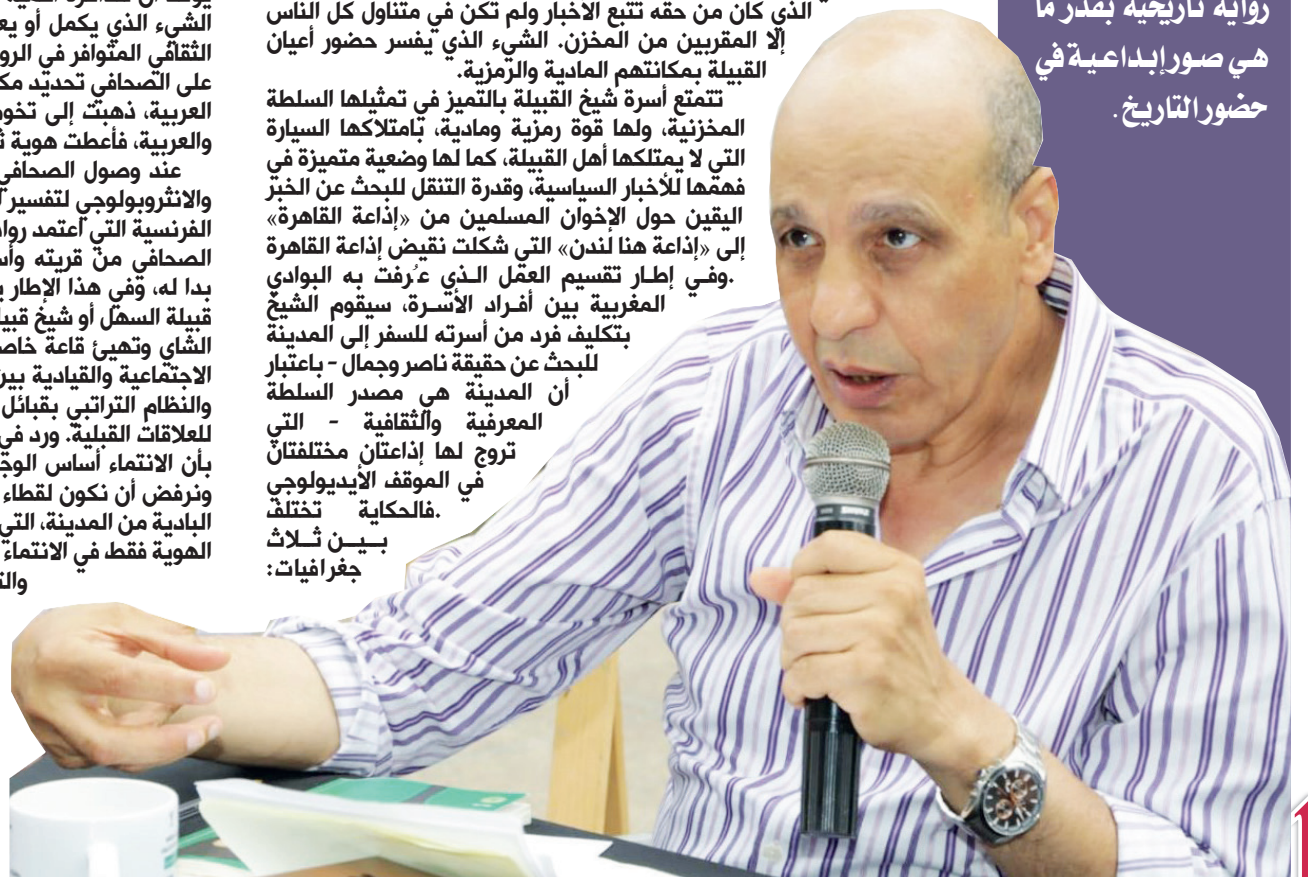 رواية تاريخية بقدر ما
هي صور إبداعية في
حضور التاريخ.
الذي كان من حقه تتبع الأخبار ولم تكن في متناول كل الناس
إلا المقربين من المخزن. الشيء الذي يفسر حضور أعيان
القبيلة بمكانتهم المادية والرمزية.
تتمتع أسرة شيخ القبيلة بالتميز في تمثيلها السلطة
المخزنية، ولها قوة رمزية ومادية، بامتلاكها السيارة
التي لا يمتلكها أهل القبيلة، كما لها وضعية متميزة في
فهمها للأخبار السياسية، وقدرة التنقل للبحث عن الخبر
اليقين حول الإخوان المسلمين من «إذاعة القاهرة»
إلى «إذاعة هنا لندن» التي شكلت نقيض إذاعة القاهرة
.وفي إطار تقسيم العمل الذي عُرفت به البوادي
المغربية بين أفراد الأسرة، سيقوم الشيخ
بتكليف فرد من أسرته للسفر إلى المدينة
للبحث عن حقيقة ناصر وجمال - باعتبار
أن المدينة هي مصدر السلطة
المعرفية والثقافية - التي
تروج لها إذاعتان مختلفتان
في الموقف الأيديولوجي
.فالحكاية تختلف
بين ثلاث
جغرافيات:
الشيء الذي يكمل أو يع
الثقافي المتوافر في الرو
على الصحافي تحديد مك
العربية، ذهبت إلى تخو
والعربية، فأعطت هوية ث
عند وصول الصحافي
والانثروبولوجي لتفسير
الفرنسية التي اعتمد روا
الصحافي من قريته وأس
بدا له، وفي هذا الإطار ي
قبيلة السهل أو شيخ قبيل
الشاي وتهيئ قاعة خاص
الاجتماعية والقيادية بين
والنظام التراتبي بقبائل
للعلاقات القبلية. ورد في
بأن الانتماء أساس الوج
ونرفض أن نكون لقطاء
البادية من المدينة، التي
الهوية فقط في الانتماء
والت